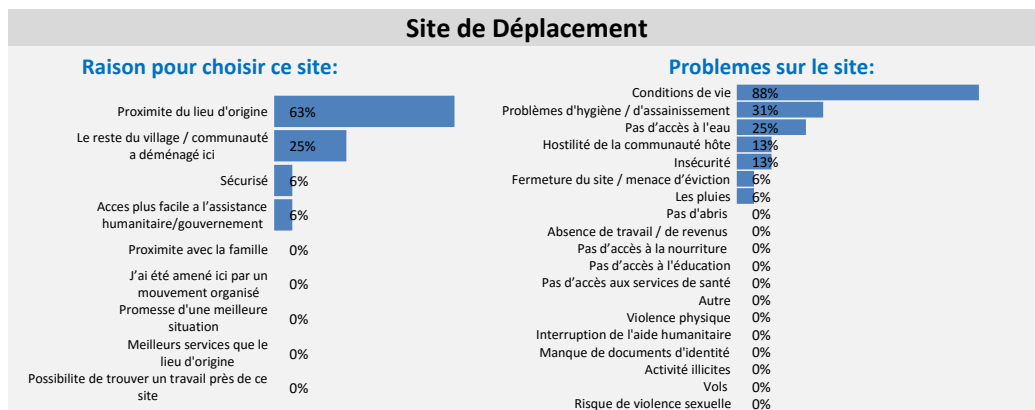 Site de Déplacement
Raison pour choisir ce site:
Proximite du lieu d'origine 63%
Le reste du village / communauté
a déménagé ici 25%
Sécurisé 6%
Acces plus facile a l’assistance
humanitaire/gouvernement 6%
Proximite avec la famille 0%
J’ai été amené ici par un
mouvement organisé 0%
Promesse d'une meilleure
situation 0%
Meilleurs services que le
lieu d'origine 0%
Possibilite de trouver un travail près de ce
site 0%
Problemes sur le site:
Conditions de vie 88%
Problèmes d'hygiène / d'assainissement 31%
Pas d’accès à l'eau 25%
Hostilité de la communauté hôte 13%
Insécurité 13%
Fermeture du site / menace d’éviction 6%
Les pluies 6%
Pas d'abris 0%
Absence de travail / de revenus 0%
Pas d’accès à la nourriture 0%
Pas d’accès à l'éducation 0%
Pas d’accès aux services de santé 0%
Autre 0%
Violence physique 0%
Interruption de l'aide humanitaire 0%
Manque de documents d'identité 0%
Activité illicites 0%
Vols 0%
Risque de violence sexuelle 0%